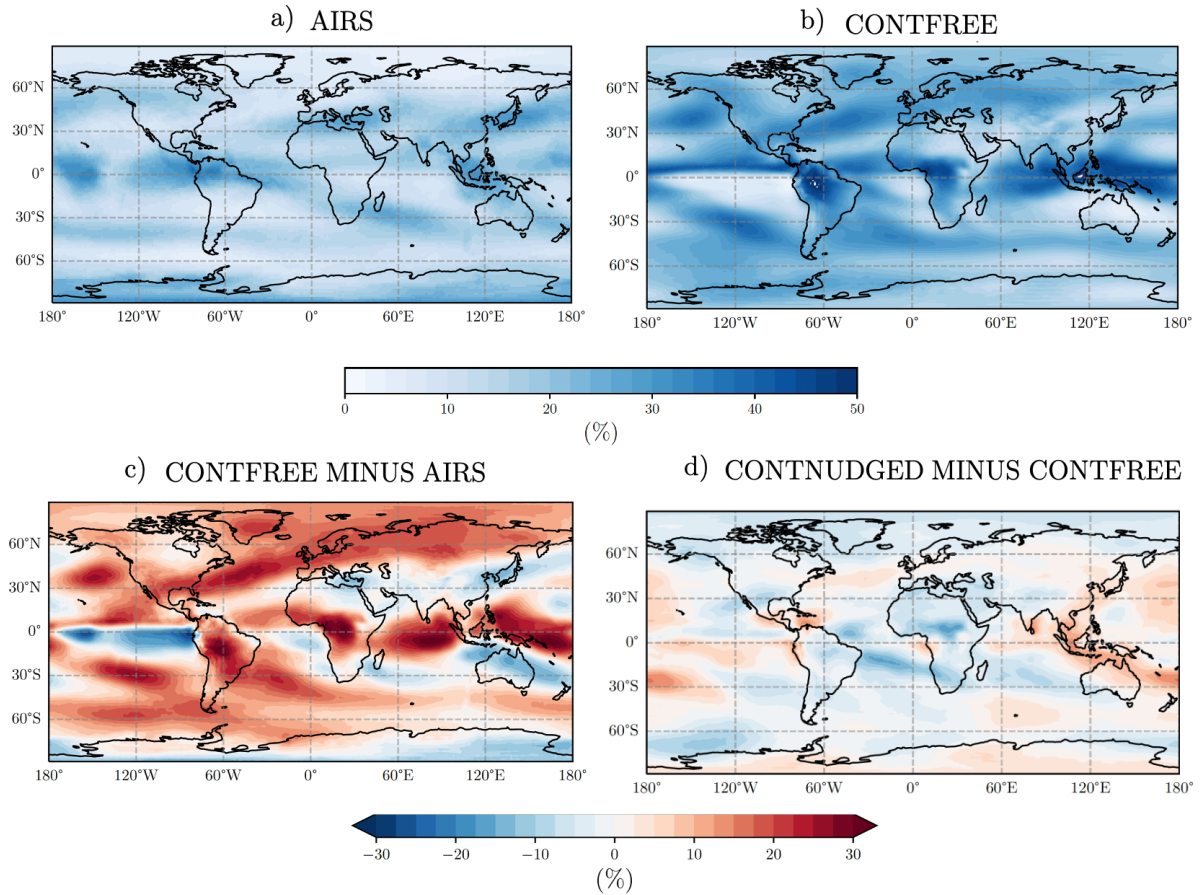 a) AIRS
b) CONTFREE
60°N
30°N
0°
30°S
60°S
180° 120°W 60°W 0° 60°E 120°E 180°
60°N
30°N
0°
30°S
60°S
180° 120°W 60°W 0° 60°E 120°E 180°
0 10 20 30 40 50
(%)
c) CONTFREE MINUS AIRS
d) CONTNUDGED MINUS CONTFREE
60°N
30°N
0°
30°S
60°S
180° 120°W 60°W 0° 60°E 120°E 180°
60°N
30°N
0°
30°S
60°S
180° 120°W 60°W 0° 60°E 120°E 180°
−30 −20 −10 0 10 20 30
(%)